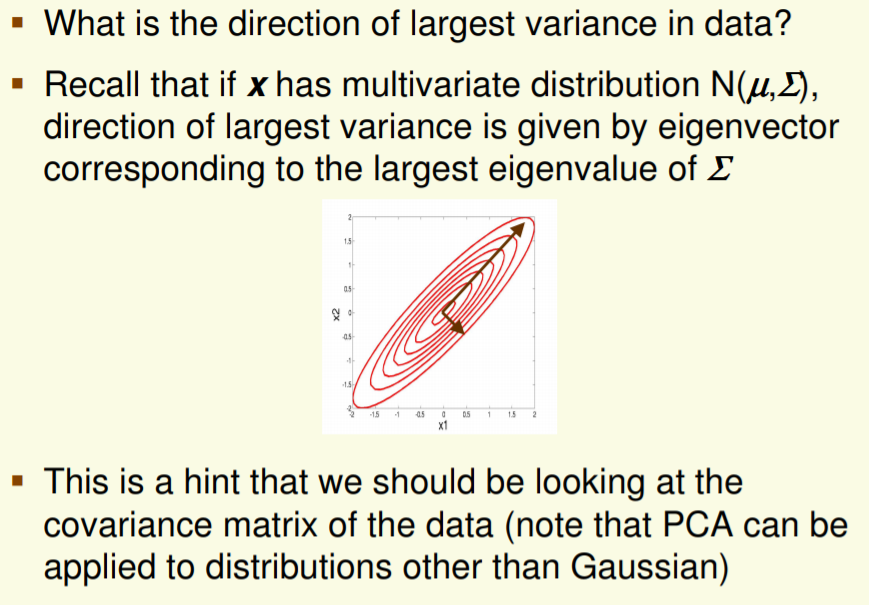 ▪ What is the direction of largest variance in data?
▪ Recall that if x has multivariate distribution N(μ,Σ),
direction of largest variance is given by eigenvector
corresponding to the largest eigenvalue of Σ
2
1.5
1
0.5
0
-0.5
-1
-1.5
-2
x2
-2 -1.5 -1 -0.5 0 0.5 1 1.5 2
x1
▪ This is a hint that we should be looking at the
covariance matrix of the data (note that PCA can be
applied to distributions other than Gaussian)